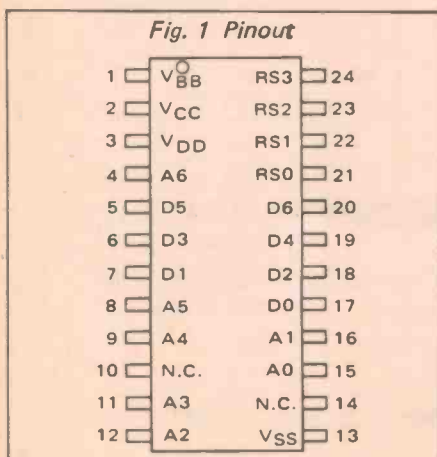 Fig. 1 Pinout
1 VBB RS3 24
2 VCC RS2 23
3 VDD RS1 22
4 A6 RS0 21
5 D5 D6 20
6 D3 D4 19
7 D1 D2 18
8 A5 D0 17
9 A4 A1 16
10 N.C. A0 15
11 A3 N.C. 14
12 A2 VSS 13